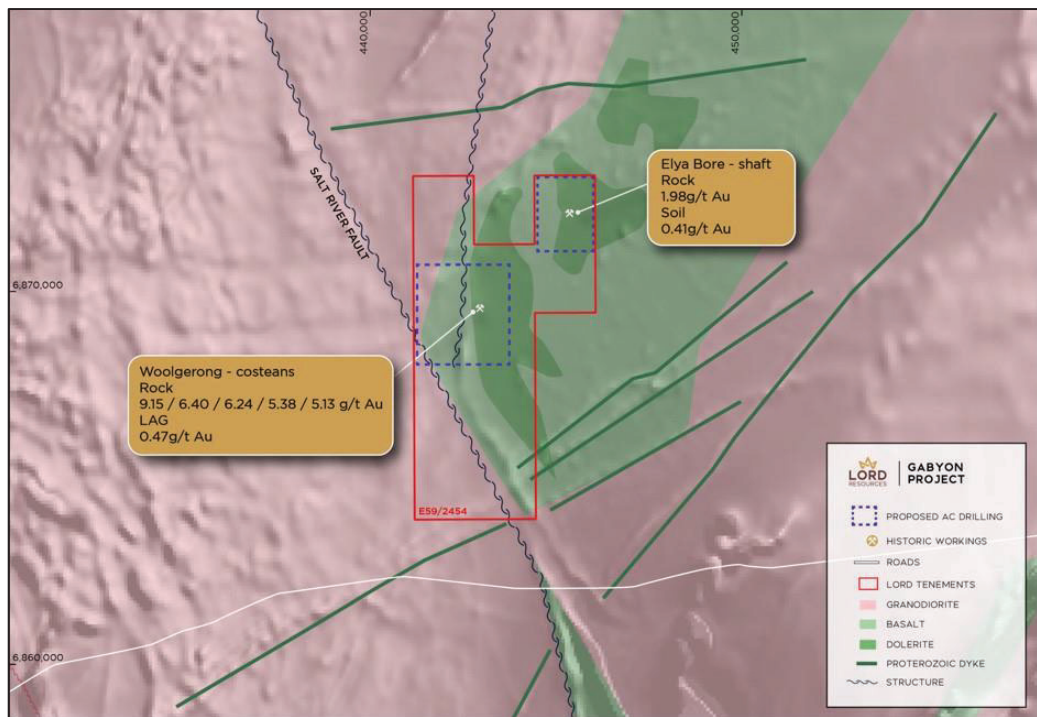 440,000
450,000
SALT RIVER FAULT
Elya Bore - shaft
Rock
1.98g/t Au
Soil
0.41g/t Au
6,870,000
Woolgerong - costeans
Rock
9.15 / 6.40 / 6.24 / 5.38 / 5.13 g/t Au
LAG
0.47g/t Au
E59/2454
6,860,000
LORD
RESOURCES
GABYON
PROJECT
PROPOSED AC DRILLING
HISTORIC WORKINGS
ROADS
LORD TENEMENTS
GRANODIORITE
BASALT
DOLERITE
PROTEROZOIC DYKE
STRUCTURE